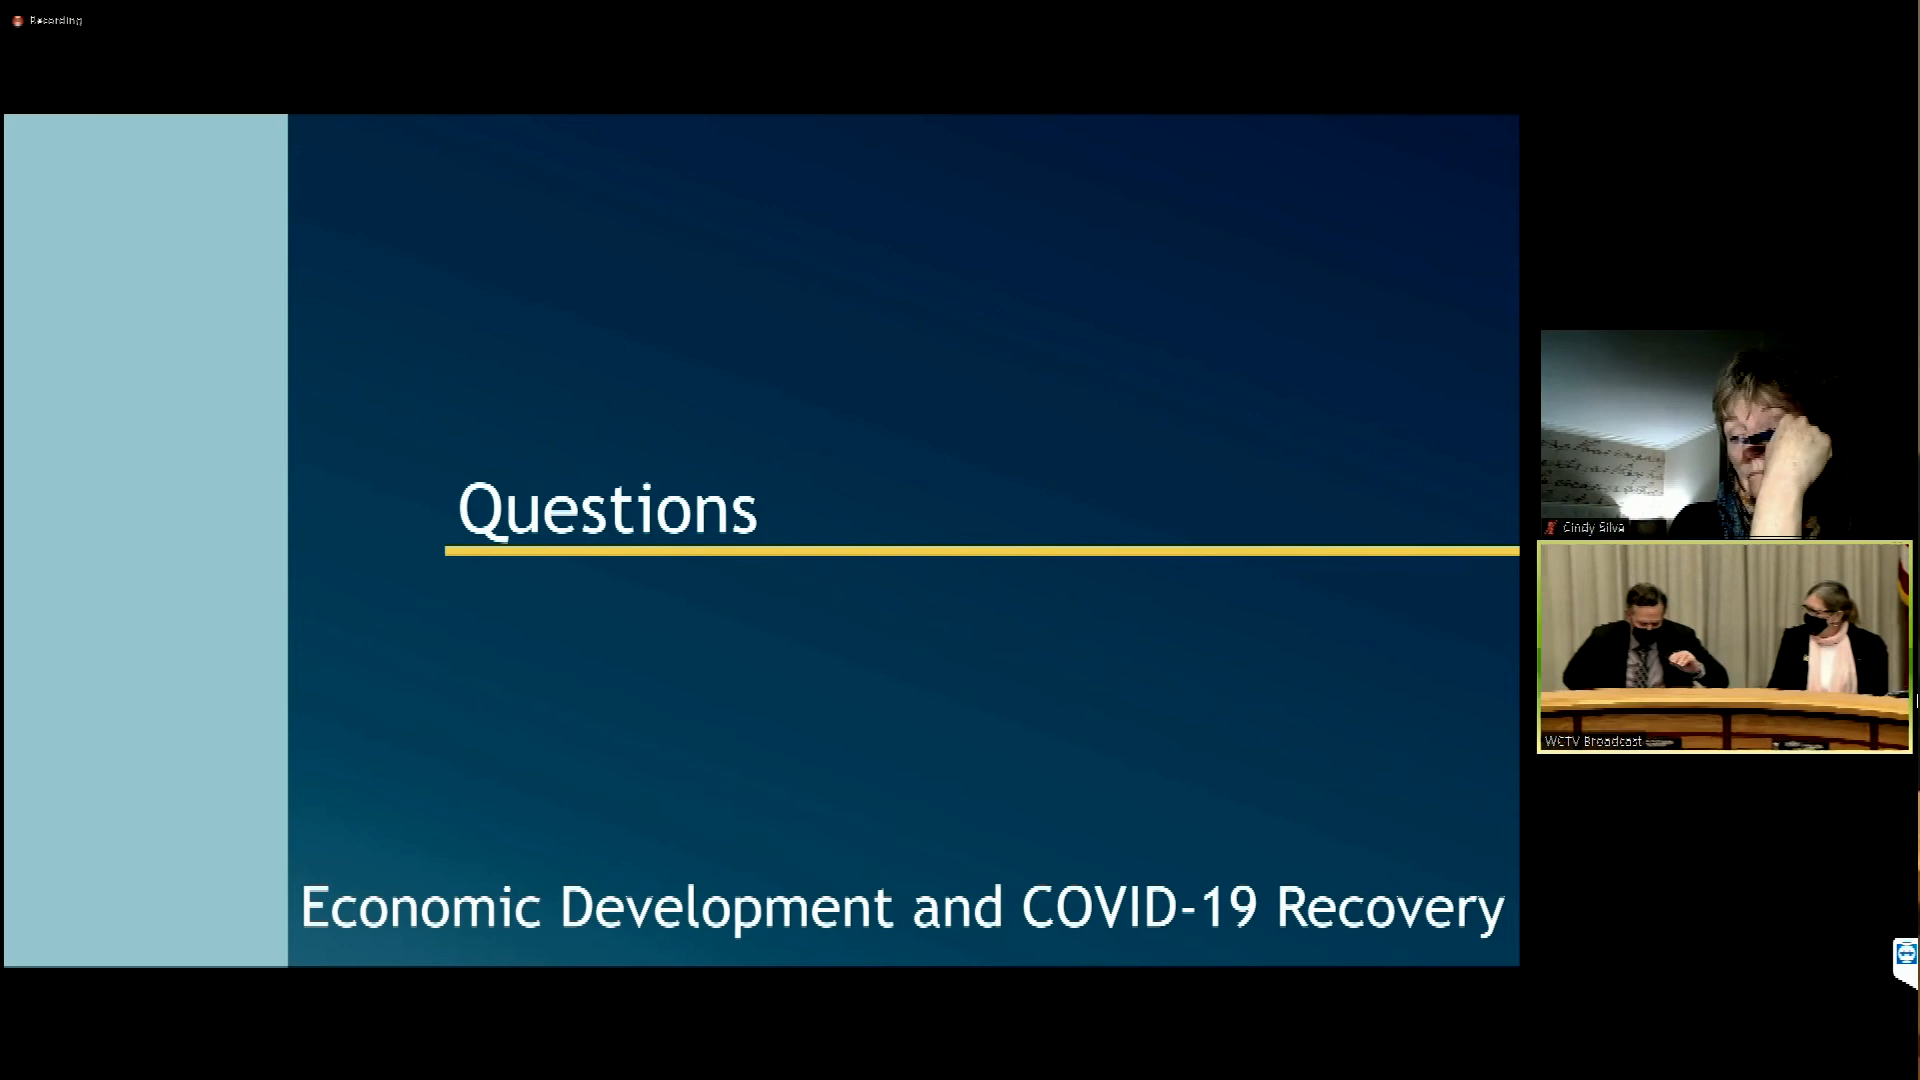 Recording
Questions
Economic Development and COVID-19 Recovery
Cindy Silva
WCTV Broadcast